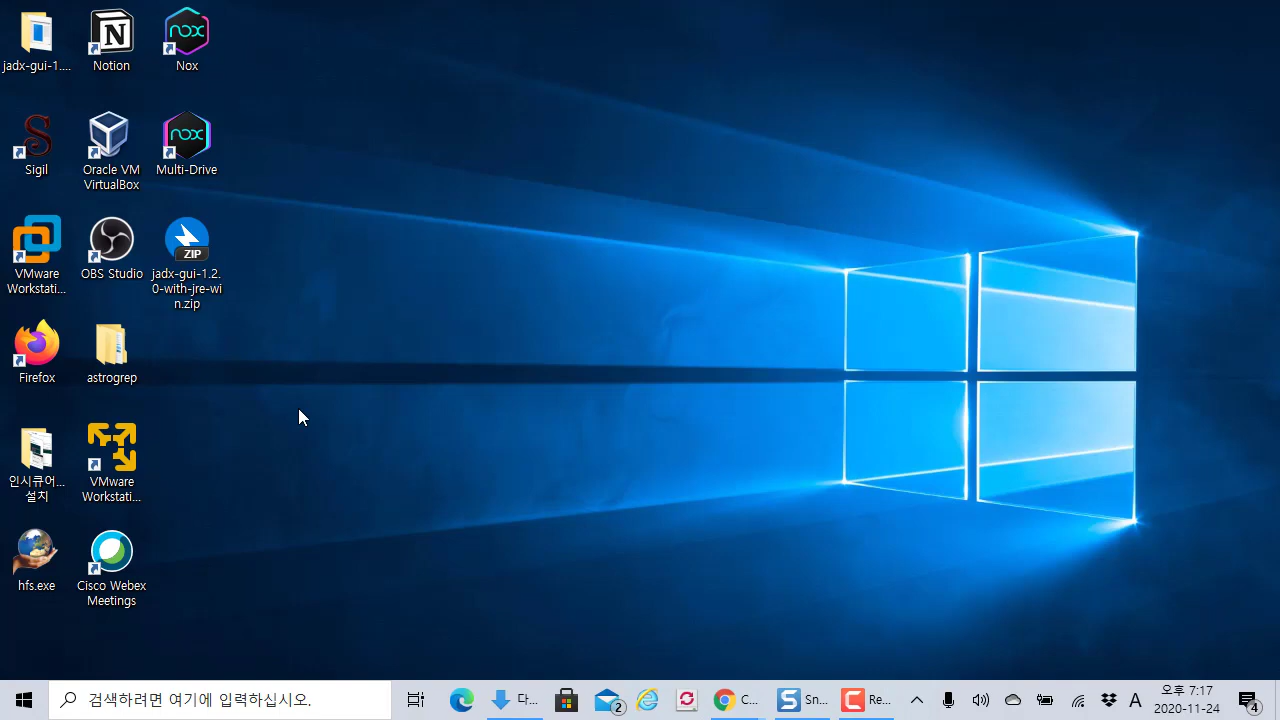 jadx-gui-1....
Notion
Nox
nox
Sigil
Oracle VM
VirtualBox
Multi-Drive
nox
VMware
Workstati...
OBS Studio
ZIP
jadx-gui-1.2.
0-with-jre-wi
n.zip
Firefox
astrogrep
인시큐어...
설치
VMware
Workstati...
hfs.exe
Cisco Webex
Meetings
검색하려면 여기에 입력하십시오.
다...
2
C...
S
Sn...
C
Re...
A
오후 7:17
2020-11-24
4